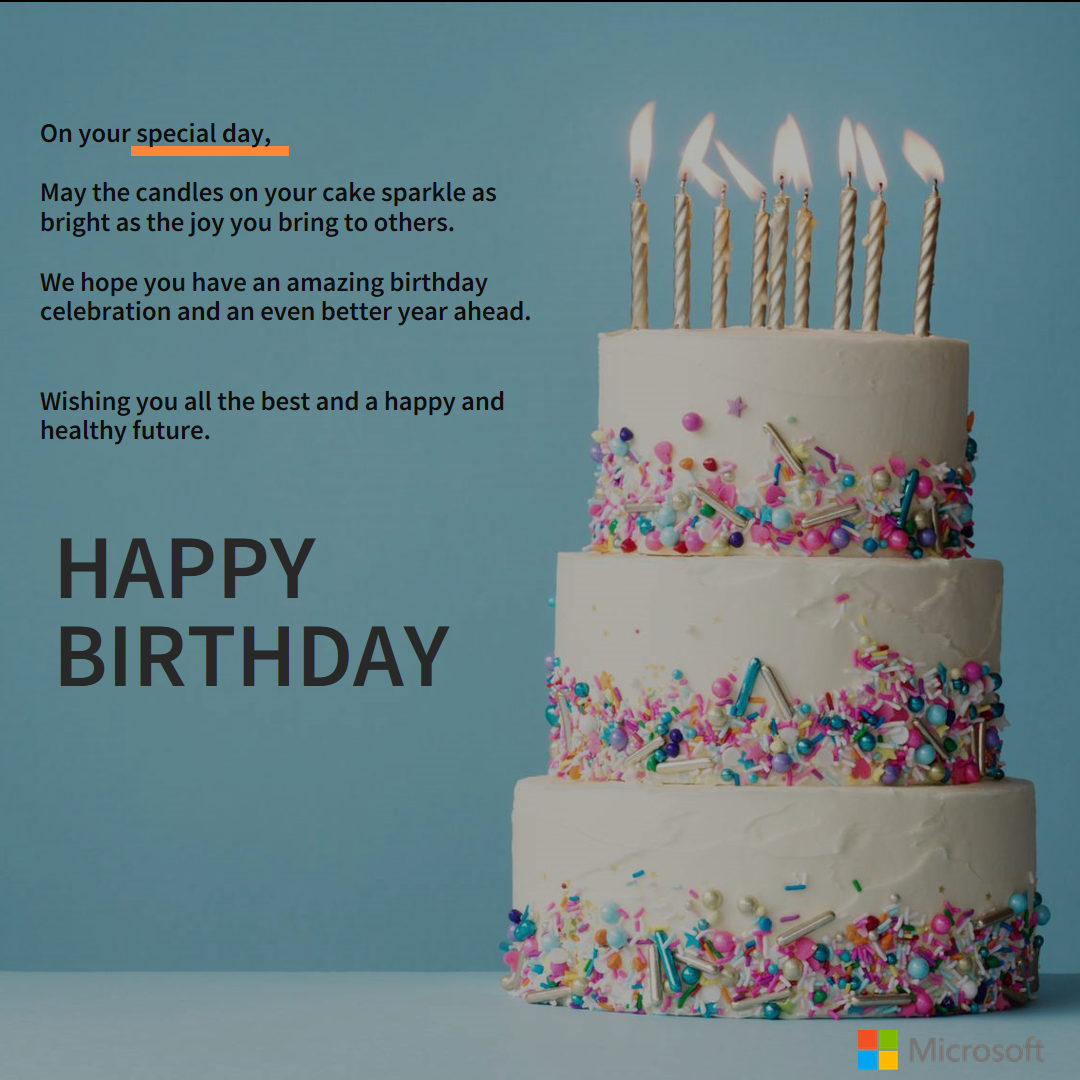 On your special day,
May the candles on your cake sparkle as
bright as the joy you bring to others.
We hope you have an amazing birthday
celebration and an even better year ahead.
Wishing you all the best and a happy and
healthy future.
HAPPY
BIRTHDAY
Microsoft